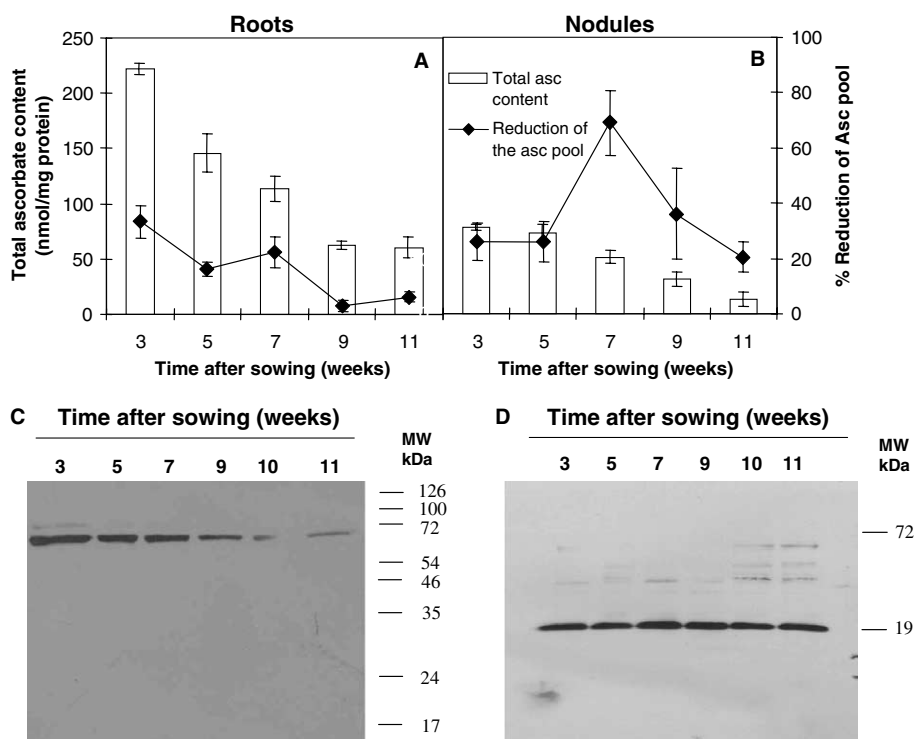 Roots
Nodules
Total ascorbate content
(nmol/mg protein)
250
200
150
100
50
0
A
3 5 7 9 11
Time after sowing (weeks)
B
Total asc
content
Reduction of
the asc pool
100
80
60
40
20
0
% Reduction of Asc pool
3 5 7 9 11
Time after sowing (weeks)
C
Time after sowing (weeks)
3 5 7 9 10 11
MW
kDa
126
100
72
54
46
35
24
17
D
Time after sowing (weeks)
3 5 7 9 10 11
MW
kDa
72
19